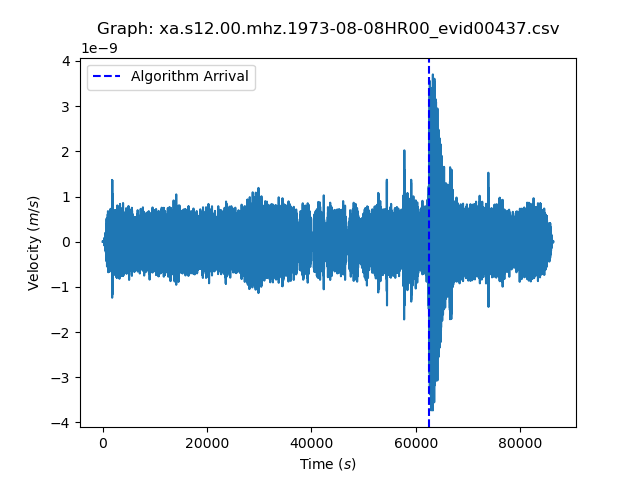 Graph: xa.s12.00.mhz.1973-08-08HR00_evid00437.csv
1e−9
Algorithm Arrival
4
3
2
1
0
−1
−2
−3
−4
Velocity (m/s)
0 20000 40000 60000 80000
Time (s)